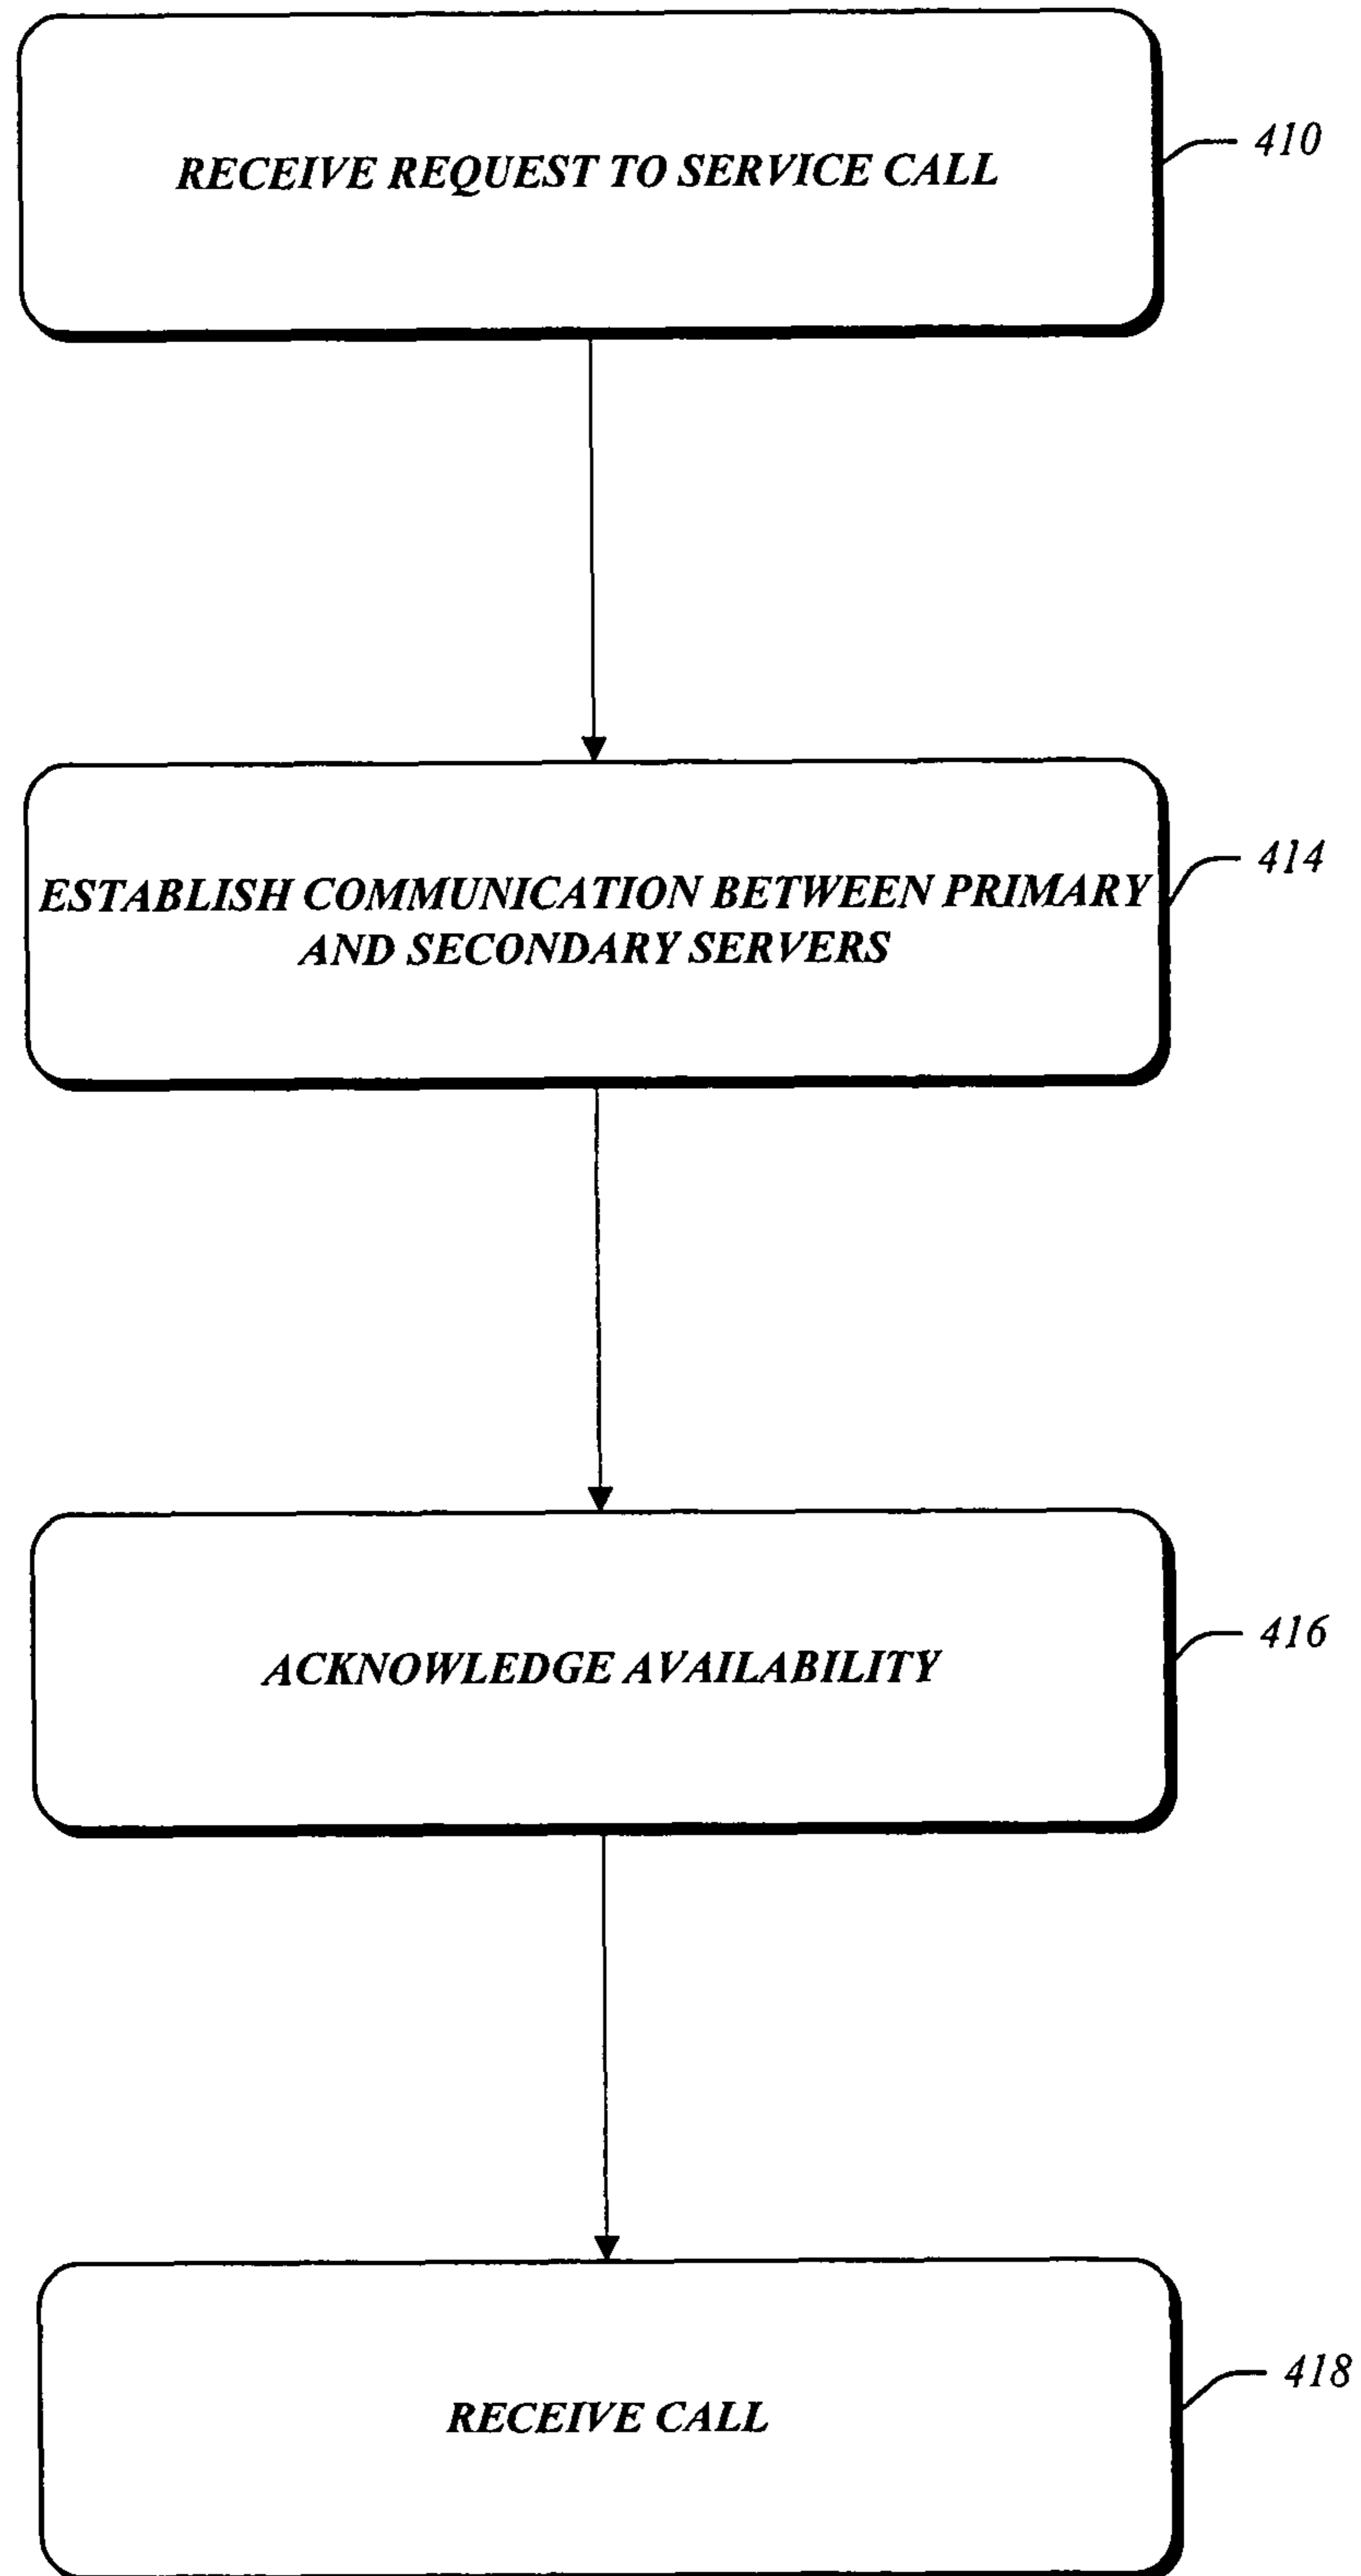 RECEIVE REQUEST TO SERVICE CALL
410
ESTABLISH COMMUNICATION BETWEEN PRIMARY
AND SECONDARY SERVERS
414
ACKNOWLEDGE AVAILABILITY
416
RECEIVE CALL
418